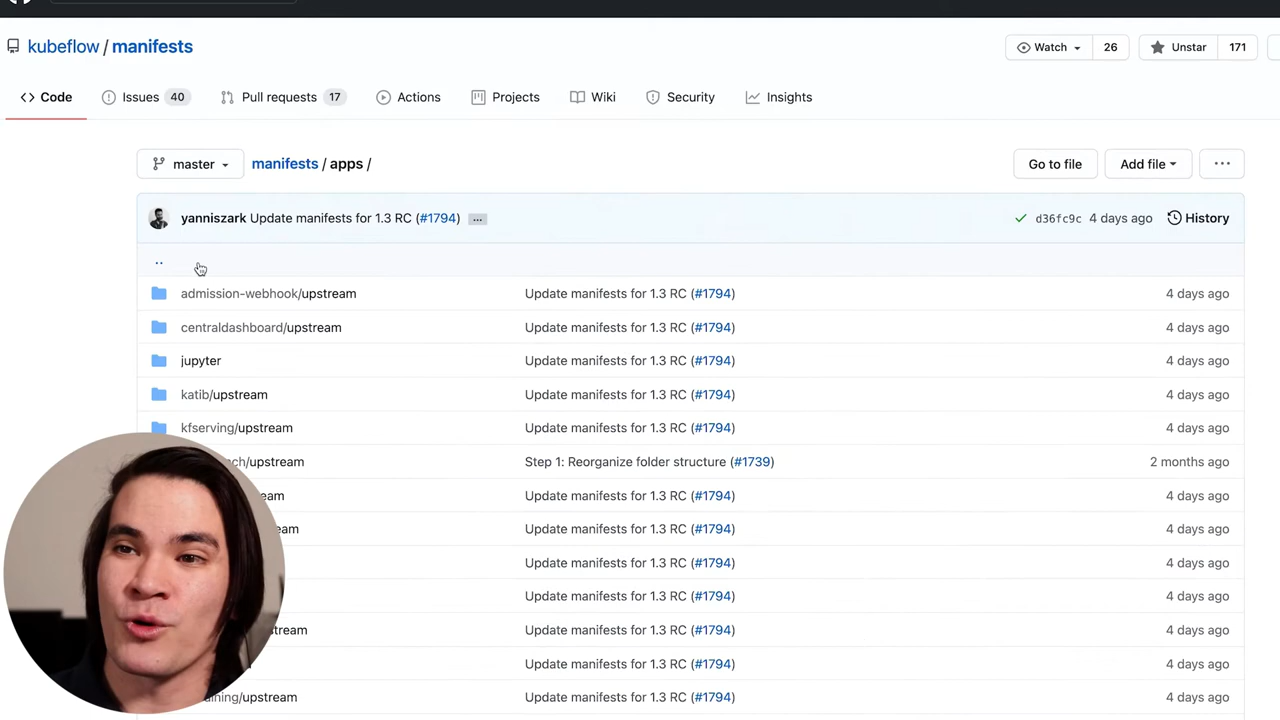 kubeflow / manifests
Watch 26 Unstar 171
Code Issues 40 Pull requests 17 Actions Projects Wiki Security Insights
master manifests / apps / Go to file Add file ...
yanniszark Update manifests for 1.3 RC (#1794) ... d36fc9c 4 days ago History
..
admission-webhook/upstream Update manifests for 1.3 RC (#1794) 4 days ago
centraldashboard/upstream Update manifests for 1.3 RC (#1794) 4 days ago
jupyter Update manifests for 1.3 RC (#1794) 4 days ago
katib/upstream Update manifests for 1.3 RC (#1794) 4 days ago
kfserving/upstream Update manifests for 1.3 RC (#1794) 4 days ago
ch/upstream Step 1: Reorganize folder structure (#1739) 2 months ago
eam Update manifests for 1.3 RC (#1794) 4 days ago
eam Update manifests for 1.3 RC (#1794) 4 days ago
Update manifests for 1.3 RC (#1794) 4 days ago
Update manifests for 1.3 RC (#1794) 4 days ago
stream Update manifests for 1.3 RC (#1794) 4 days ago
Update manifests for 1.3 RC (#1794) 4 days ago
ining/upstream Update manifests for 1.3 RC (#1794) 4 days ago